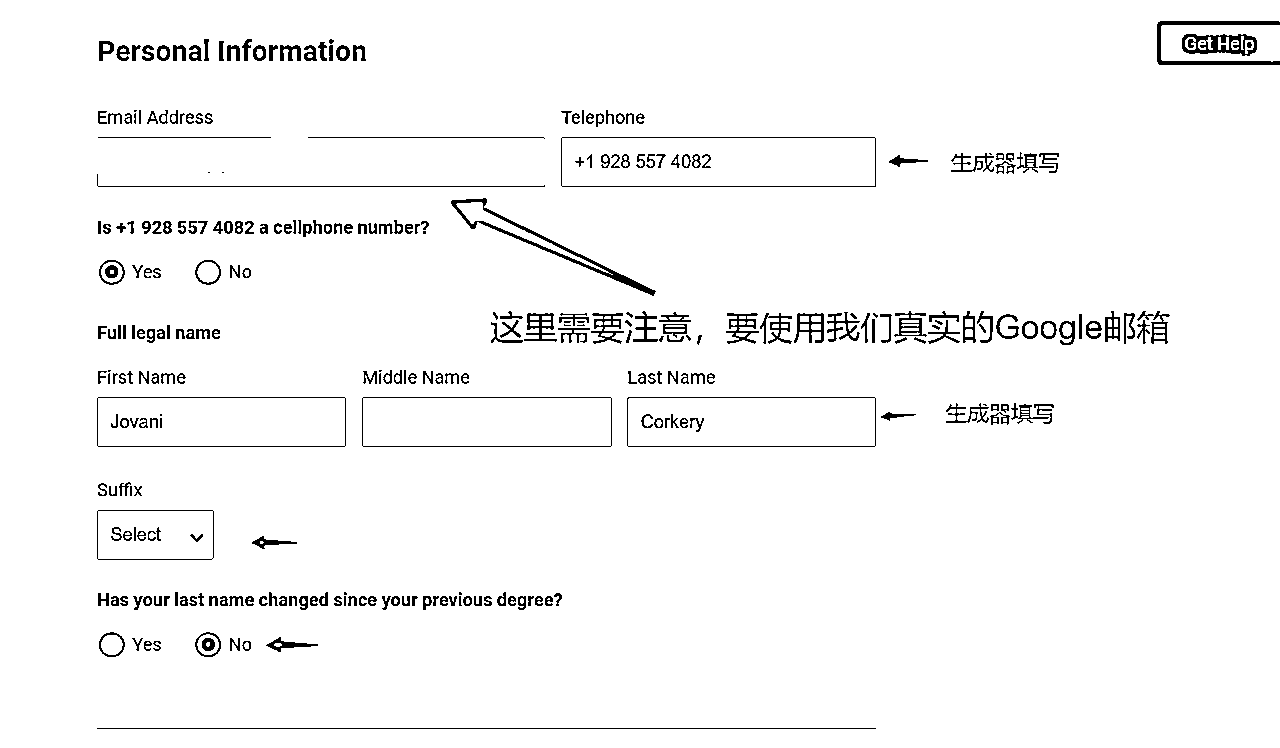 Personal Information
Get Help
Email Address
Telephone
+1 928 557 4082
生成器填写
Is +1 928 557 4082 a cellphone number?
Yes
No
这里需要注意，要使用我们真实的Google邮箱
Full legal name
First Name
Middle Name
Last Name
Jovani
Corkery
生成器填写
Suffix
Select
Has your last name changed since your previous degree?
Yes
No